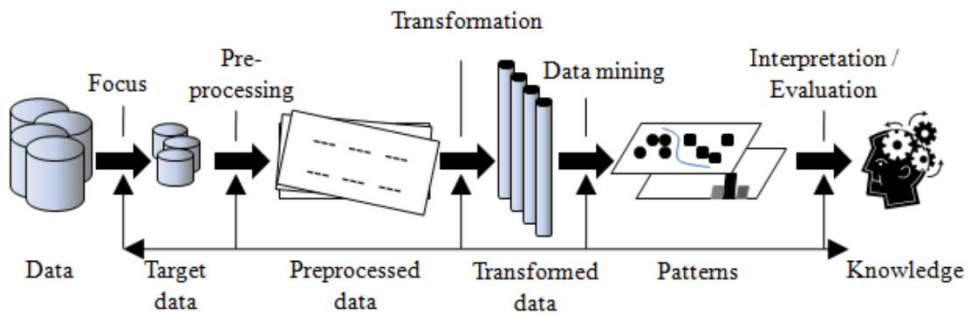 Transformation
Focus
Pre-
processing
Data mining
Interpretation /
Evaluation
Data
Target
data
Preprocessed
data
Transformed
data
Patterns
Knowledge